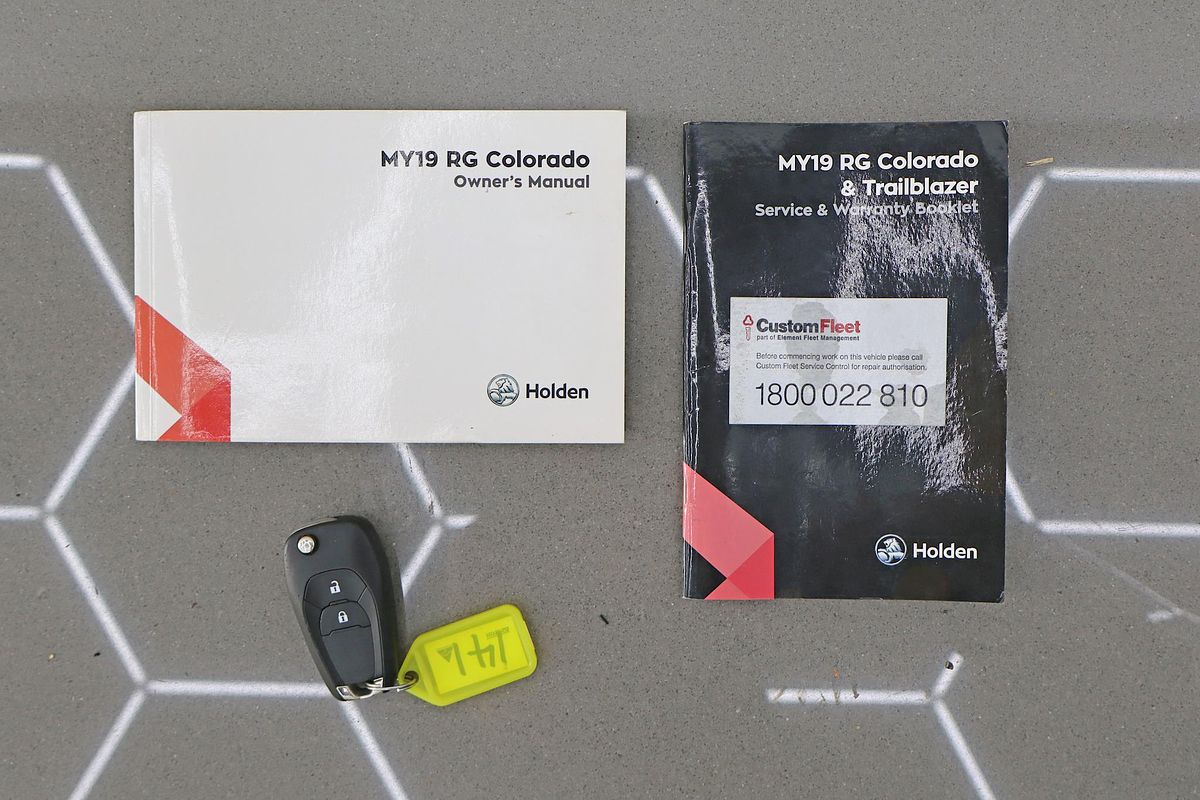 MY19 RG Colorado
Owner's Manual
Holden
MY19 RG Colorado
& Trailblazer
Service & Warranty Booklet
CustomFleet
part of Element Fleet Management
Before commencing work on this vehicle please call
Custom Fleet Service Control for repair authorisation.
1800 022 810
Holden